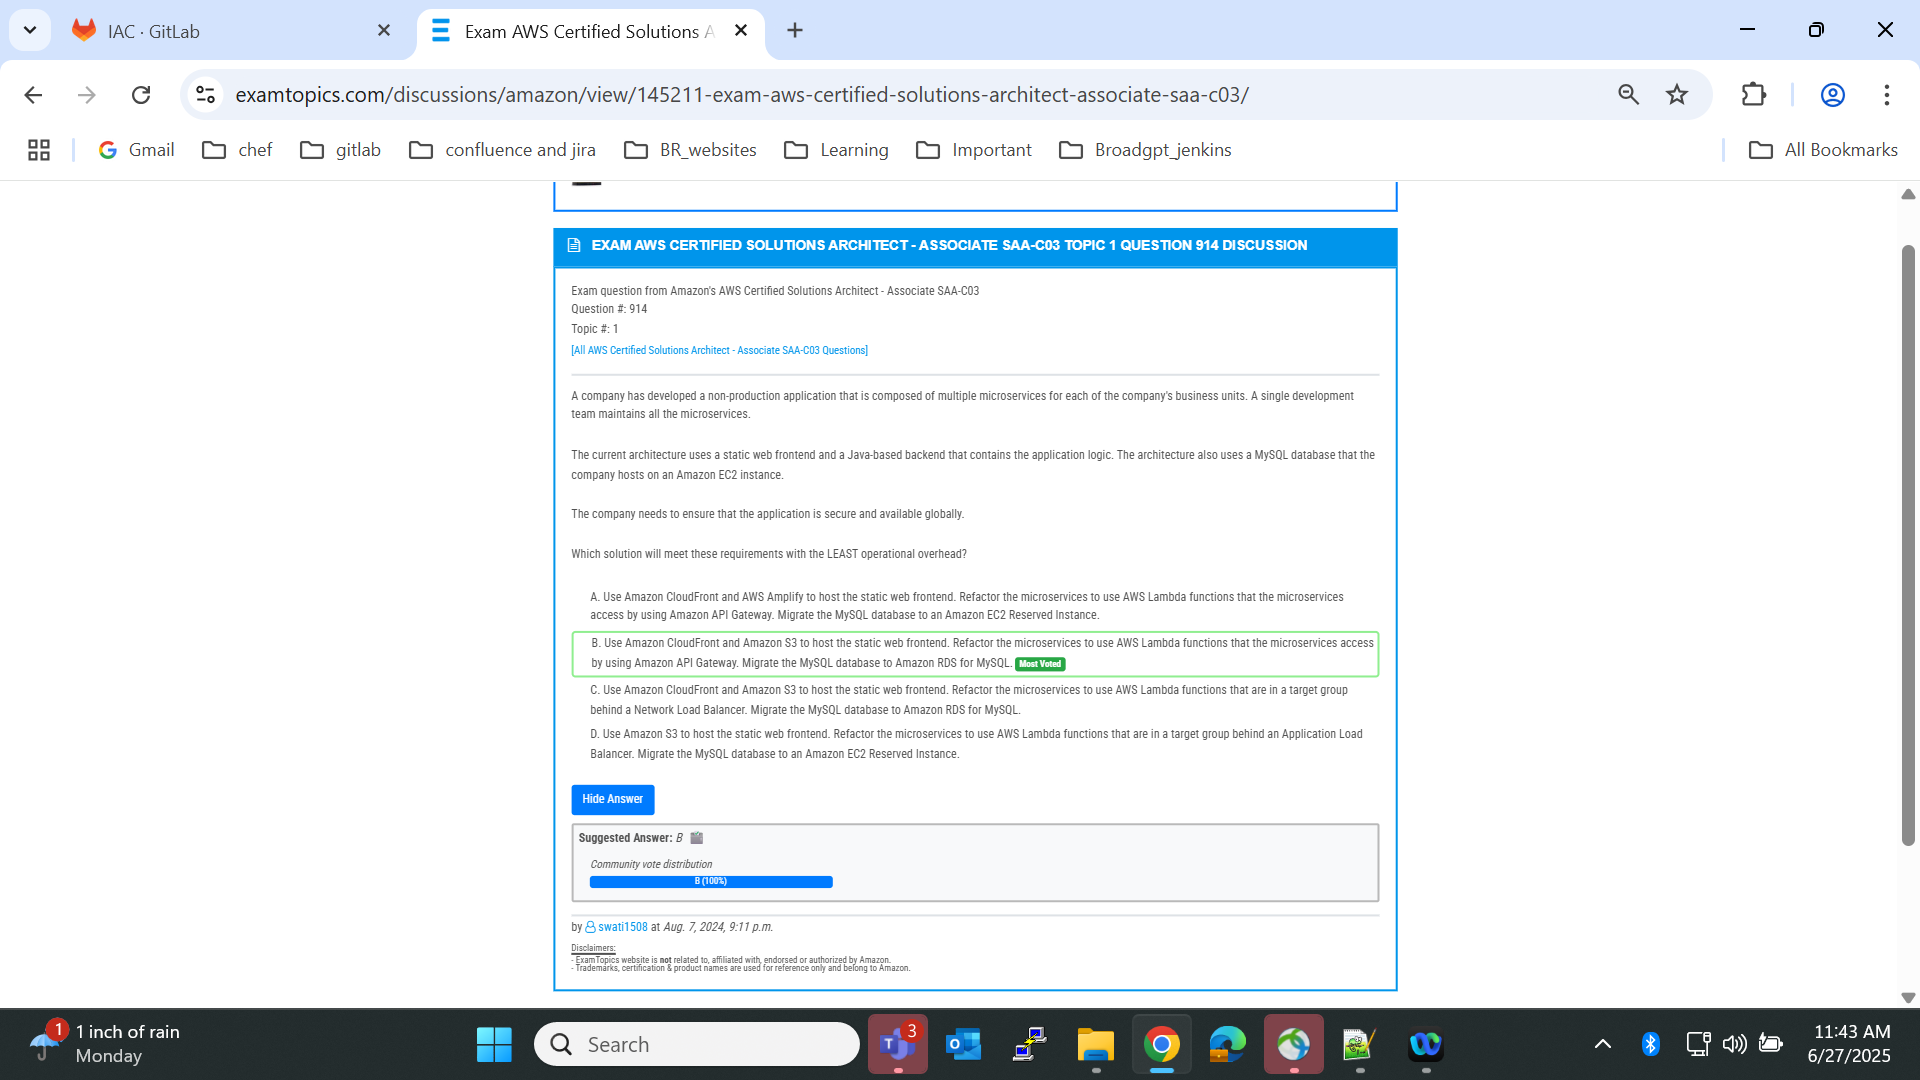 IAC · GitLab
Exam AWS Certified Solutions A
examtopics.com/discussions/amazon/view/145211-exam-aws-certified-solutions-architect-associate-saa-c03/
Gmail
chef
gitlab
confluence and jira
BR_websites
Learning
Important
Broadgpt_jenkins
All Bookmarks
EXAM AWS CERTIFIED SOLUTIONS ARCHITECT - ASSOCIATE SAA-C03 TOPIC 1 QUESTION 914 DISCUSSION
Exam question from Amazon's AWS Certified Solutions Architect - Associate SAA-C03
Question #: 914
Topic #: 1
[All AWS Certified Solutions Architect - Associate SAA-C03 Questions]
A company has developed a non-production application that is composed of multiple microservices for each of the company's business units. A single development
team maintains all the microservices.
The current architecture uses a static web frontend and a Java-based backend that contains the application logic. The architecture also uses a MySQL database that the
company hosts on an Amazon EC2 instance.
The company needs to ensure that the application is secure and available globally.
Which solution will meet these requirements with the LEAST operational overhead?
A. Use Amazon CloudFront and AWS Amplify to host the static web frontend. Refactor the microservices to use AWS Lambda functions that the microservices
access by using Amazon API Gateway. Migrate the MySQL database to an Amazon EC2 Reserved Instance.
B. Use Amazon CloudFront and Amazon S3 to host the static web frontend. Refactor the microservices to use AWS Lambda functions that the microservices access
by using Amazon API Gateway. Migrate the MySQL database to Amazon RDS for MySQL. Most Voted
C. Use Amazon CloudFront and Amazon S3 to host the static web frontend. Refactor the microservices to use AWS Lambda functions that are in a target group
behind a Network Load Balancer. Migrate the MySQL database to Amazon RDS for MySQL.
D. Use Amazon S3 to host the static web frontend. Refactor the microservices to use AWS Lambda functions that are in a target group behind an Application Load
Balancer. Migrate the MySQL database to an Amazon EC2 Reserved Instance.
Hide Answer
Suggested Answer: B
Community vote distribution
B (100%)
by swati1508 at Aug. 7, 2024, 9:11 p.m.
Disclaimers:
- ExamTopics website is not related to, affiliated with, endorsed or authorized by Amazon.
- Trademarks, certification & product names are used for reference only and belong to Amazon.
1
1 inch of rain
Monday
Search
3
11:43 AM
6/27/2025